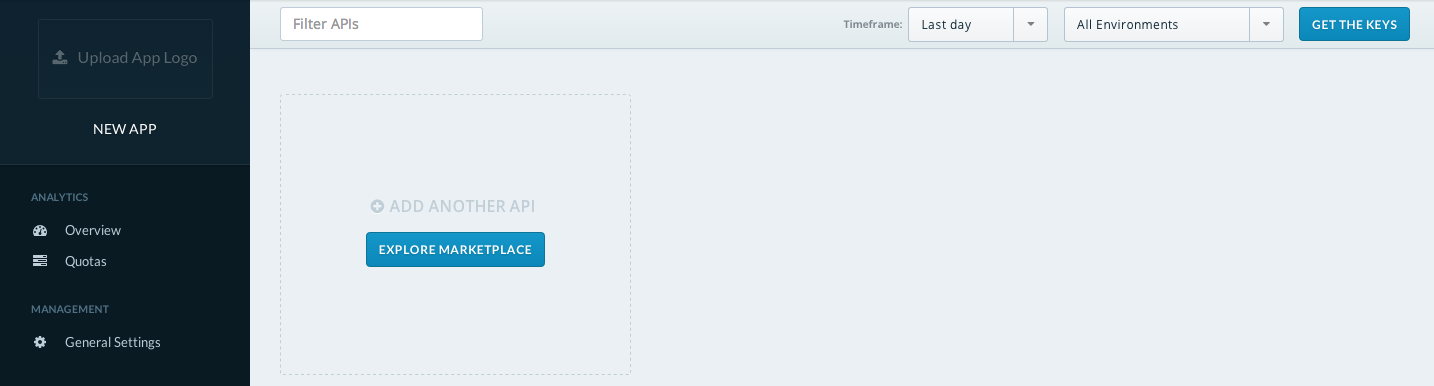 Upload App Logo
NEW APP
ANALYTICS
Overview
Quotas
MANAGEMENT
General Settings
Filter APIs
Timeframe: Last day All Environments GET THE KEYS
ADD ANOTHER API
EXPLORE MARKETPLACE